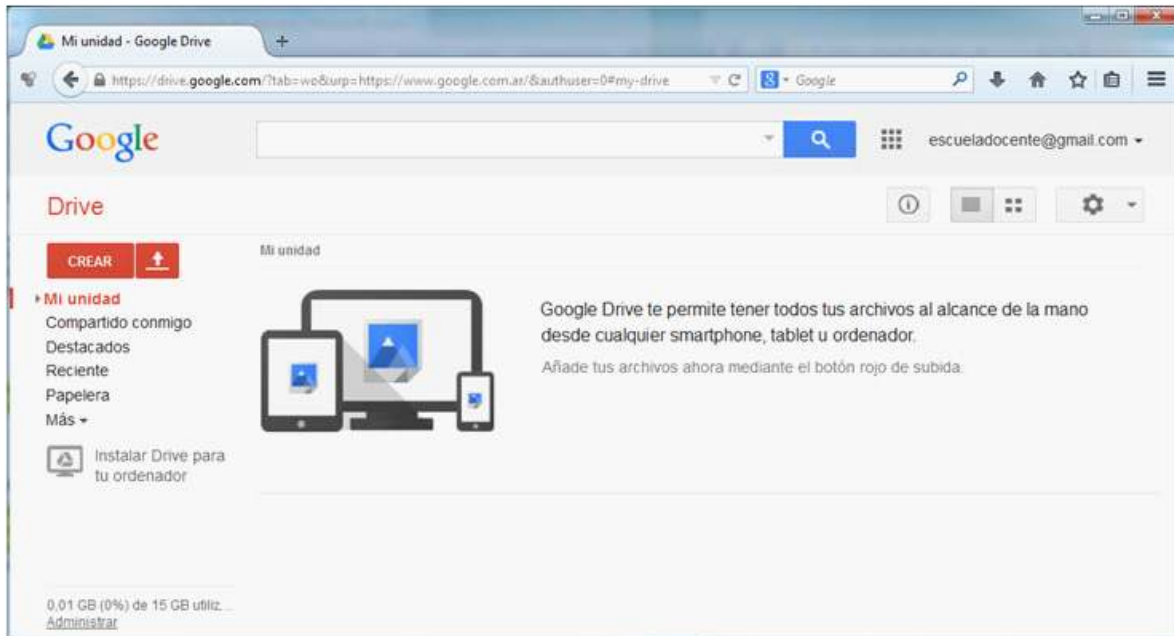 Mi unidad - Google Drive
https://drive.google.com/?tab=wo&urp=https://www.google.com.ar/&authuser=0#my-drive
Google
Google
escueladocente@gmail.com
Drive
CREAR
Mi unidad
Mi unidad
Compartido conmigo
Destacados
Reciente
Papelera
Más
Instalar Drive para
tu ordenador
Google Drive te permite tener todos tus archivos al alcance de la mano
desde cualquier smartphone, tablet u ordenador.
Añade tus archivos ahora mediante el botón rojo de subida.
0,01 GB (0%) de 15 GB utiliz...
Administrar